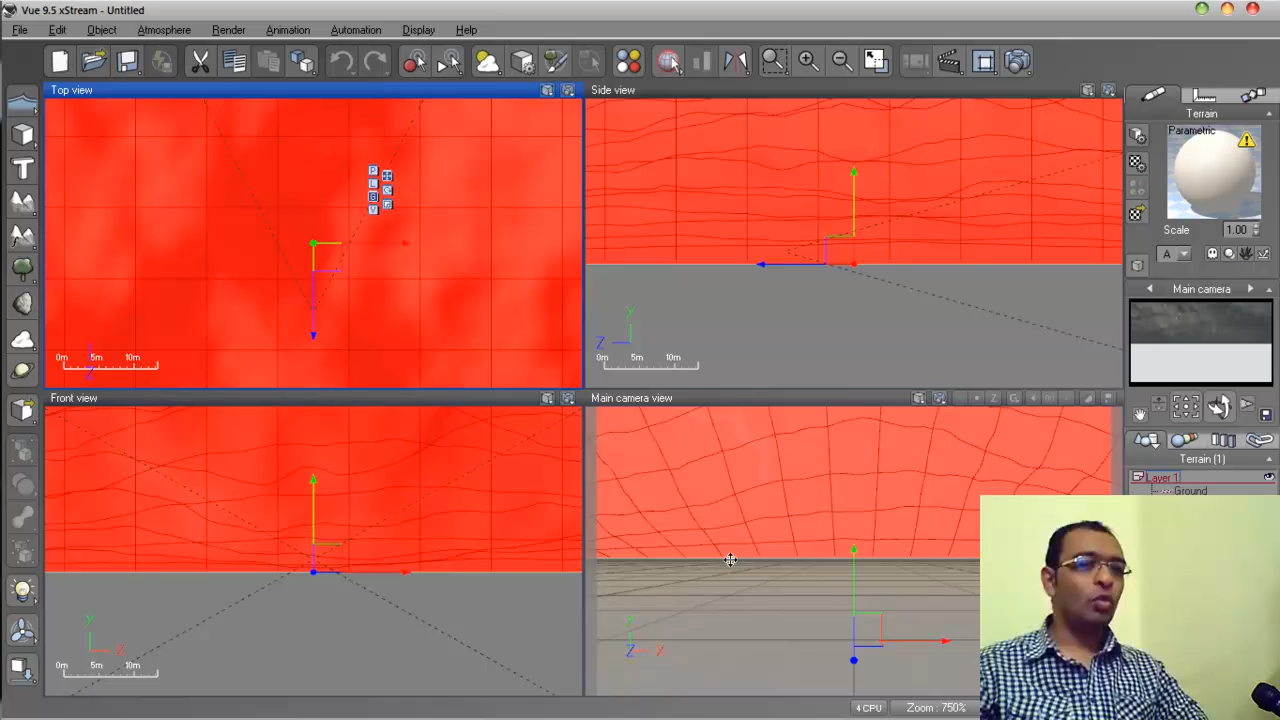 Vue 9.5 xStream - Untitled
File Edit Object Atmosphere Render Animation Automation Display Help
Top view
Side view
Terrain
Parametric
P
L
V
Scale 1.00
A
Main camera
Y
Z
0m 5m 10m
0m 5m 10m
Z
Front view
Main camera view
Terrain (1)
Layer 1
Ground
Y
X
Y
Z X
0m 5m 10m
4 CPU
Zoom : 750%